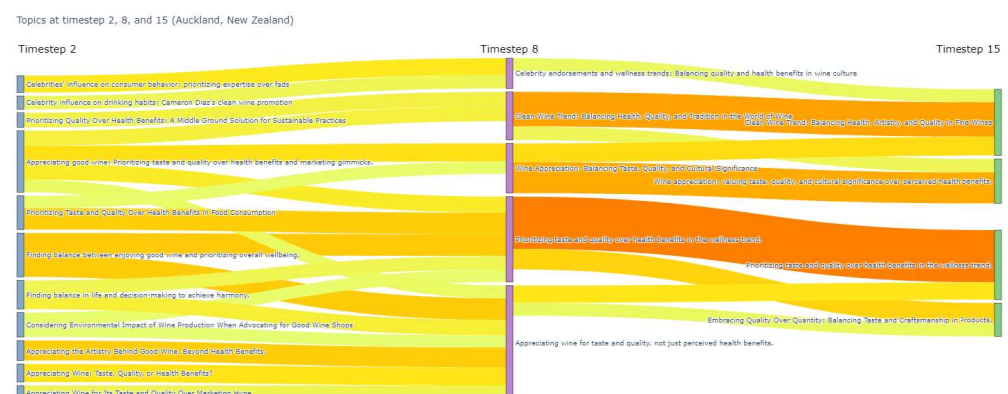 Topics at timestep 2, 8, and 15 (Auckland, New Zealand)
Timestep 2
Timestep 8
Timestep 15
Celebrities' influence on consumer behavior: prioritizing expertise over fads
Celebrity influence on drinking habits: Cameron Diaz's clean wine promotion
Prioritizing Quality Over Health Benefits: A Middle Ground Solution for Sustainable Practices
Appreciating good wine: Prioritizing taste and quality over health benefits and marketing gimmicks.
Prioritizing Taste and Quality Over Health Benefits in Food Consumption
Finding balance between enjoying good wine and prioritizing overall wellbeing.
Finding balance in life and decision-making to achieve harmony.
Considering Environmental Impact of Wine Production When Advocating for Good Wine Shops
Appreciating the Artistry Behind Good Wine: Beyond Health Benefits.
Appreciating Wine: Taste, Quality, or Health Benefits?
Appreciating Wine for Its Taste and Quality Over Marketing Hype
Celebrity endorsements and wellness trends: Balancing quality and health benefits in wine culture
Clean Wine Trend: Balancing Health, Quality, and Tradition in the World of Wine
Wine Appreciation: Balancing Taste, Quality, and Cultural Significance
Prioritizing taste and quality over health benefits in the wellness trend.
Appreciating wine for taste and quality, not just perceived health benefits.
Clean Wine Trend: Balancing Health, Artistry, and Quality in Fine Wines
Wine appreciation: valuing taste, quality, and cultural significance over perceived health benefits.
Prioritizing taste and quality over health benefits in the wellness trend.
Embracing Quality Over Quantity: Balancing Taste and Craftsmanship in Products.